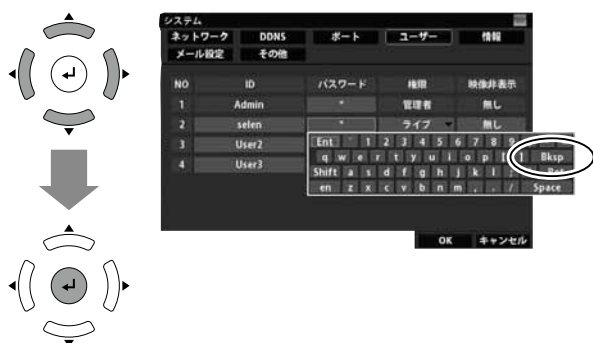 システム
ネットワーク DDNS ポート ユーザー 情報
メール設定 その他
NO ID パスワード 権限 映像非表示
1 Admin * 管理者 無し
2 selen * ライブ 無し
3 User2
4 User3
Ent ` 1 2 3 4 5 6 7 8 9
q w e r t y u i o p [ ] Bksp
Shift a s d f g h j k l
en z x c v b n m , . / Space
OK キャンセル